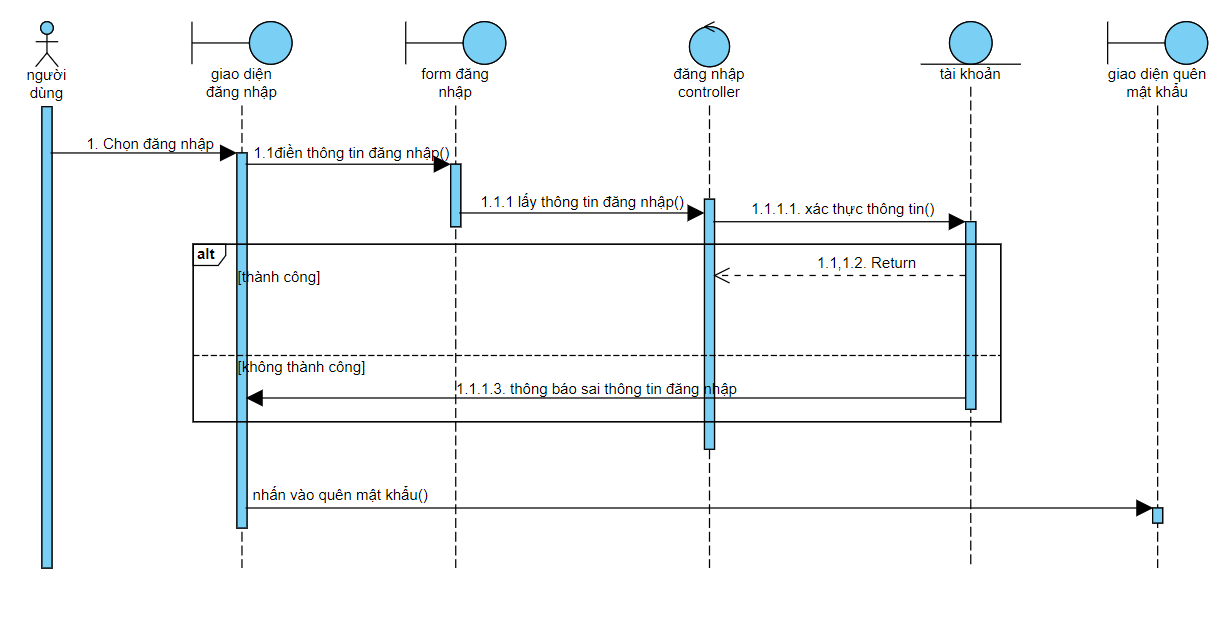 người
dùng
giao diện
đăng nhập
form đăng
nhập
đăng nhập
controller
tài khoản
giao diện quên
mật khẩu
1. Chọn đăng nhập
1.1điền thông tin đăng nhập()
1.1.1 lấy thông tin đăng nhập()
1.1.1.1. xác thực thông tin()
alt
1.1,1.2. Return
[thành công]
[không thành công]
1.1.1.3. thông báo sai thông tin đăng nhập
nhấn vào quên mật khẩu()